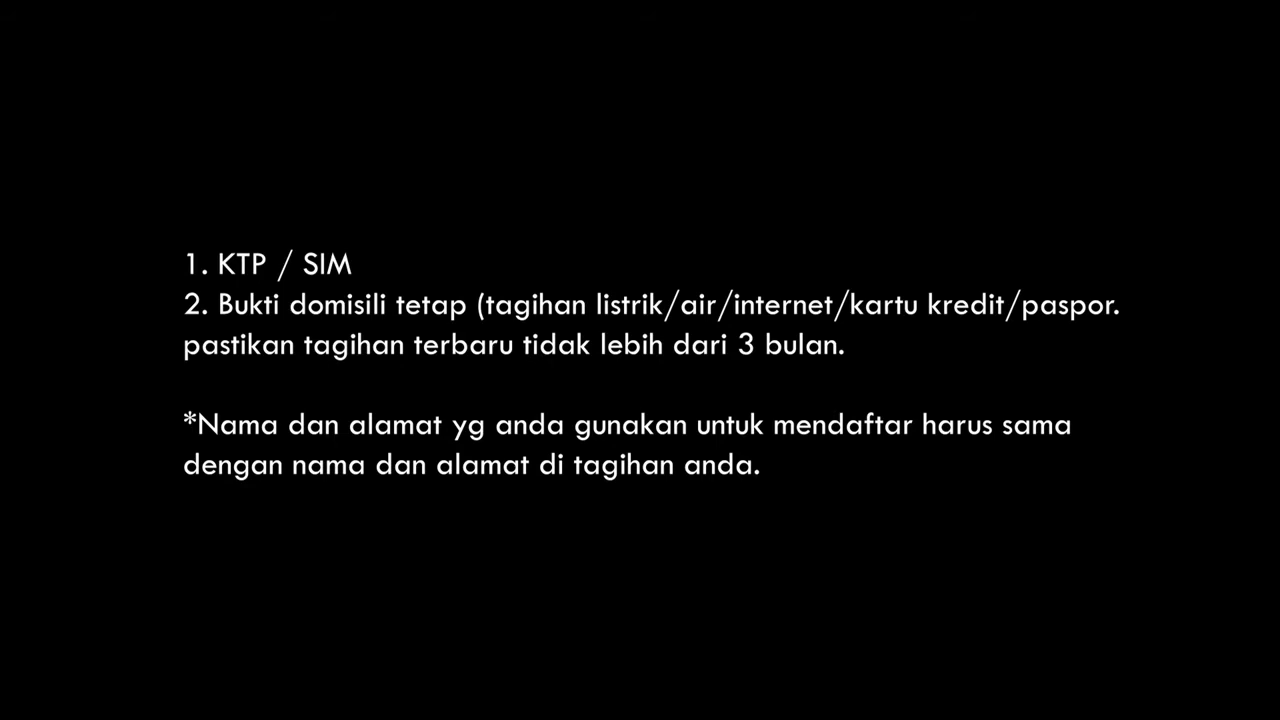 1. KTP / SIM
2. Bukti domisili tetap (tagihan listrik/air/internet/kartu kredit/paspor.
pastikan tagihan terbaru tidak lebih dari 3 bulan.
*Nama dan alamat yg anda gunakan untuk mendaftar harus sama
dengan nama dan alamat di tagihan anda.